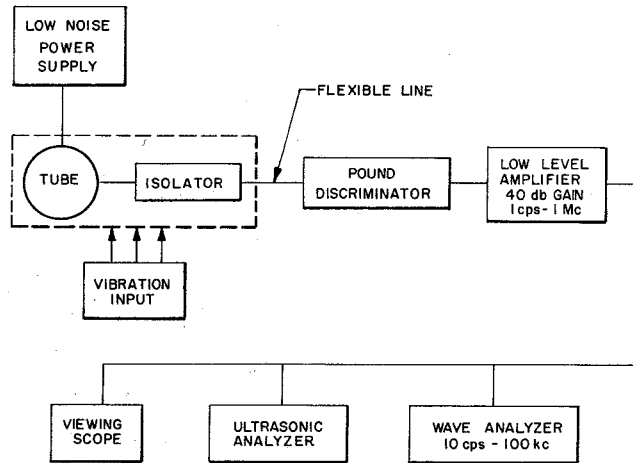 LOW NOISE
POWER
SUPPLY
FLEXIBLE LINE
TUBE
ISOLATOR
POUND
DISCRIMINATOR
LOW LEVEL
AMPLIFIER
40 db GAIN
1 cps - 1 Mc
VIBRATION
INPUT
VIEWING
SCOPE
ULTRASONIC
ANALYZER
WAVE ANALYZER
10 cps - 100 kc